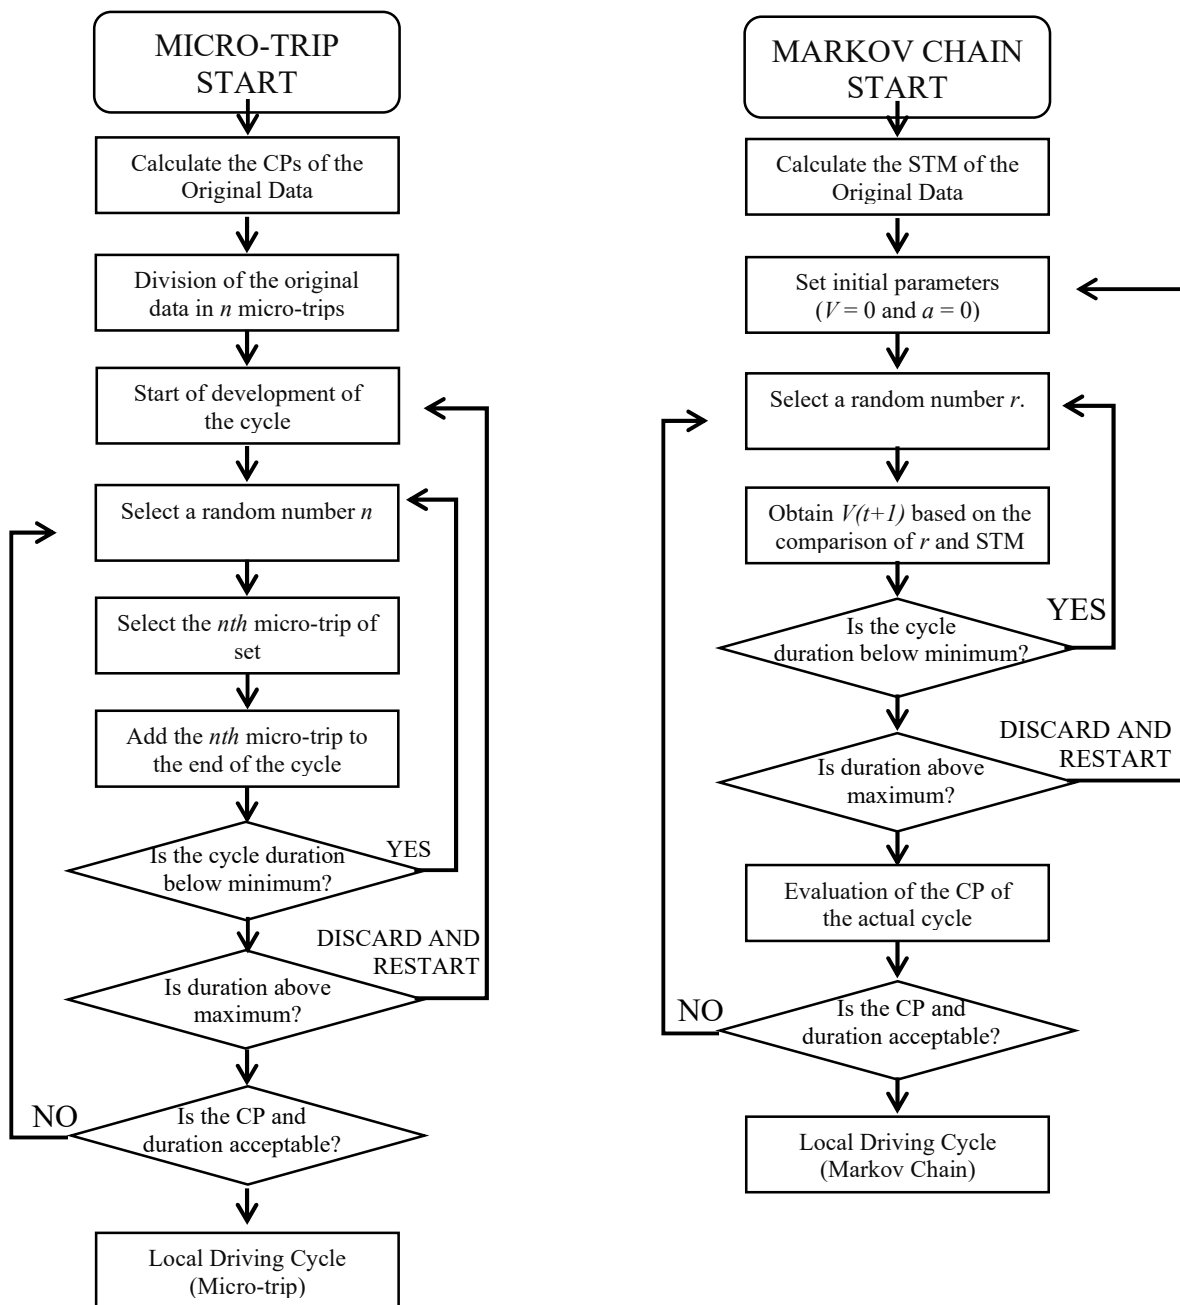 MICRO-TRIP
START
Calculate the CPs of the
Original Data
Division of the original
data in n micro-trips
Start of development of
the cycle
Select a random number n
Select the nth micro-trip of
set
Add the nth micro-trip to
the end of the cycle
Is the cycle duration
below minimum?
YES
DISCARD AND
RESTART
Is duration above
maximum?
NO
Is the CP and
duration acceptable?
Local Driving Cycle
(Micro-trip)
MARKOV CHAIN
START
Calculate the STM of the
Original Data
Set initial parameters
(V = 0 and a = 0)
Select a random number r.
Obtain V(t+1) based on the
comparison of r and STM
YES
Is the cycle
duration below minimum?
DISCARD AND
RESTART
Is duration above
maximum?
Evaluation of the CP of
the actual cycle
NO
Is the CP and
duration acceptable?
Local Driving Cycle
(Markov Chain)